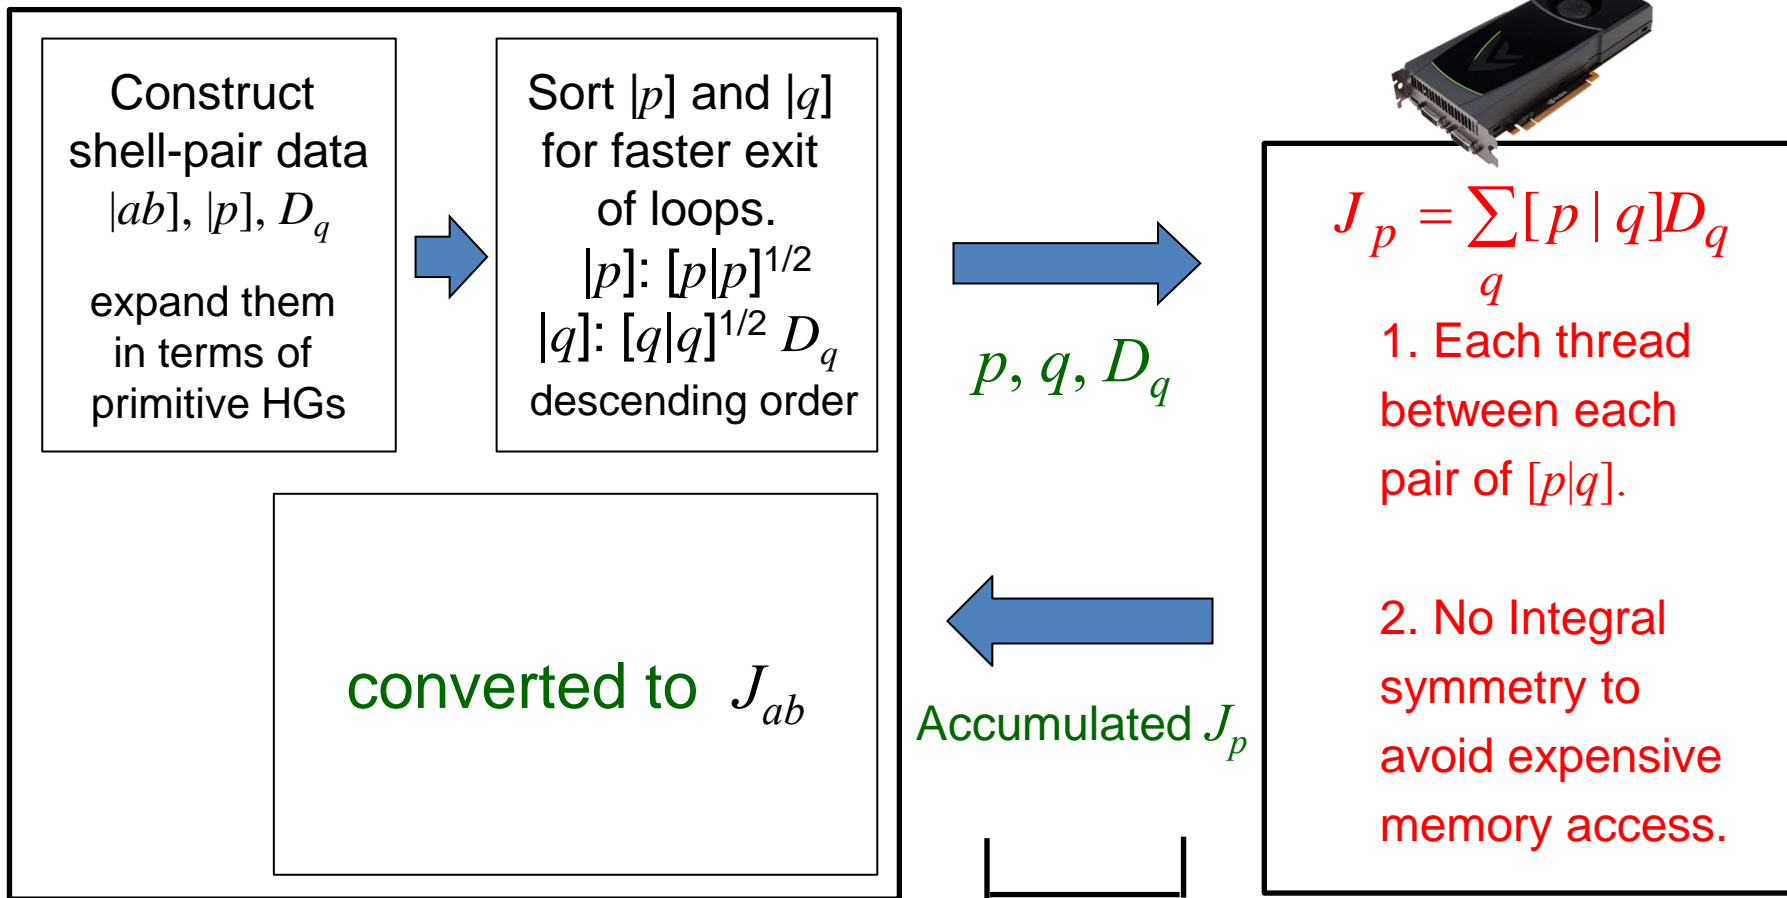 Construct
shell-pair data
|ab], |p], D_q
expand them
in terms of
primitive HGs
Sort |p] and |q]
for faster exit
of loops.
|p]: [p|p]^{1/2}
|q]: [q|q]^{1/2} D_q
descending order
p, q, D_q
J_p = ∑[p | q]D_q
q
1. Each thread
between each
pair of [p|q].
2. No Integral
symmetry to
avoid expensive
memory access.
Accumulated J_p
converted to J_{ab}